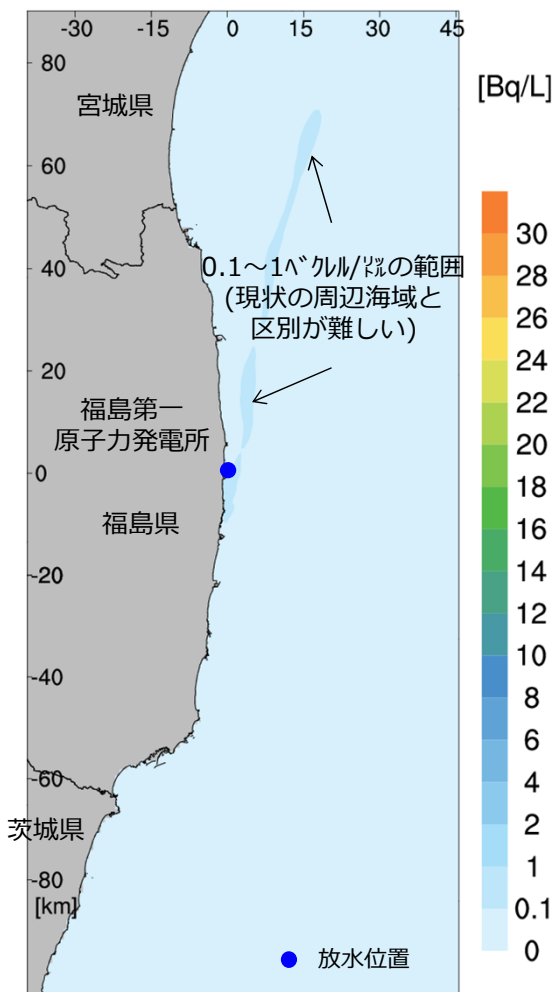 -30 -15 0 15 30 45
80
60
40
20
0
-20
-40
-60
-80
[km]
宮城県
0.1～1ﾍﾞｸﾚﾙ/㍑の範囲
(現状の周辺海域と
区別が難しい)
福島第一
原子力発電所
福島県
茨城県
放水位置
[Bq/L]
30
28
26
24
22
20
18
16
14
12
10
8
6
4
2
1
0.1
0